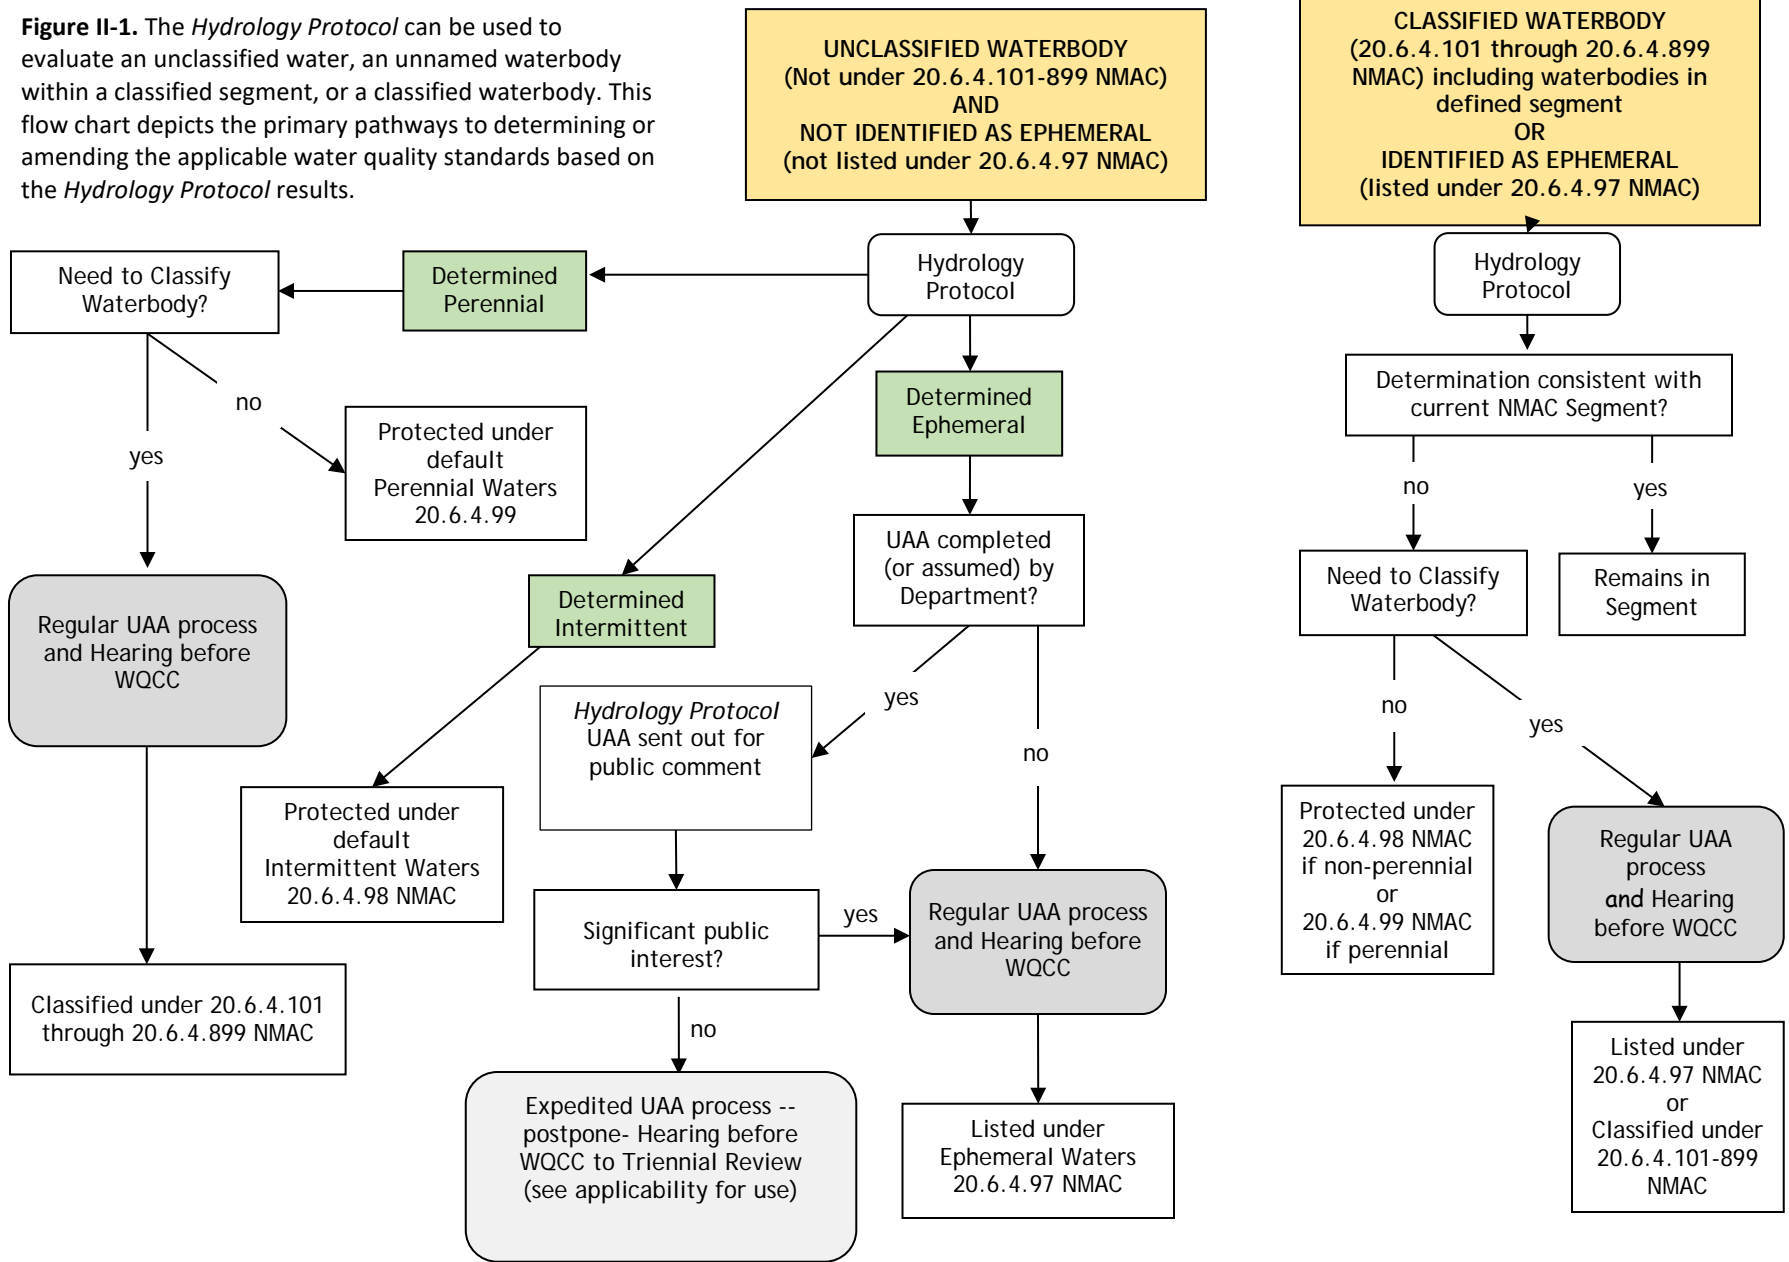 Figure II-1. The Hydrology Protocol can be used to
evaluate an unclassified water, an unnamed waterbody
within a classified segment, or a classified waterbody. This
flow chart depicts the primary pathways to determining or
amending the applicable water quality standards based on
the Hydrology Protocol results.
UNCLASSIFIED WATERBODY
(Not under 20.6.4.101-899 NMAC)
AND
NOT IDENTIFIED AS EPHEMERAL
(not listed under 20.6.4.97 NMAC)
Hydrology
Protocol
Determined
Perennial
Need to Classify
Waterbody?
no
yes
Protected under
default
Perennial Waters
20.6.4.99
Regular UAA process
and Hearing before
WQCC
Classified under 20.6.4.101
through 20.6.4.899 NMAC
Determined
Intermittent
Protected under
default
Intermittent Waters
20.6.4.98 NMAC
Determined
Ephemeral
UAA completed
(or assumed) by
Department?
yes
no
Hydrology Protocol
UAA sent out for
public comment
Significant public
interest?
yes
no
Regular UAA process
and Hearing before
WQCC
Expedited UAA process --
postpone- Hearing before
WQCC to Triennial Review
(see applicability for use)
Listed under
Ephemeral Waters
20.6.4.97 NMAC
CLASSIFIED WATERBODY
(20.6.4.101 through 20.6.4.899
NMAC) including waterbodies in
defined segment
OR
IDENTIFIED AS EPHEMERAL
(listed under 20.6.4.97 NMAC)
Hydrology
Protocol
Determination consistent with
current NMAC Segment?
no
yes
Need to Classify
Waterbody?
Remains in
Segment
no
yes
Protected under
20.6.4.98 NMAC
if non-perennial
or
20.6.4.99 NMAC
if perennial
Regular UAA
process
and Hearing
before WQCC
Listed under
20.6.4.97 NMAC
or
Classified under
20.6.4.101-899
NMAC